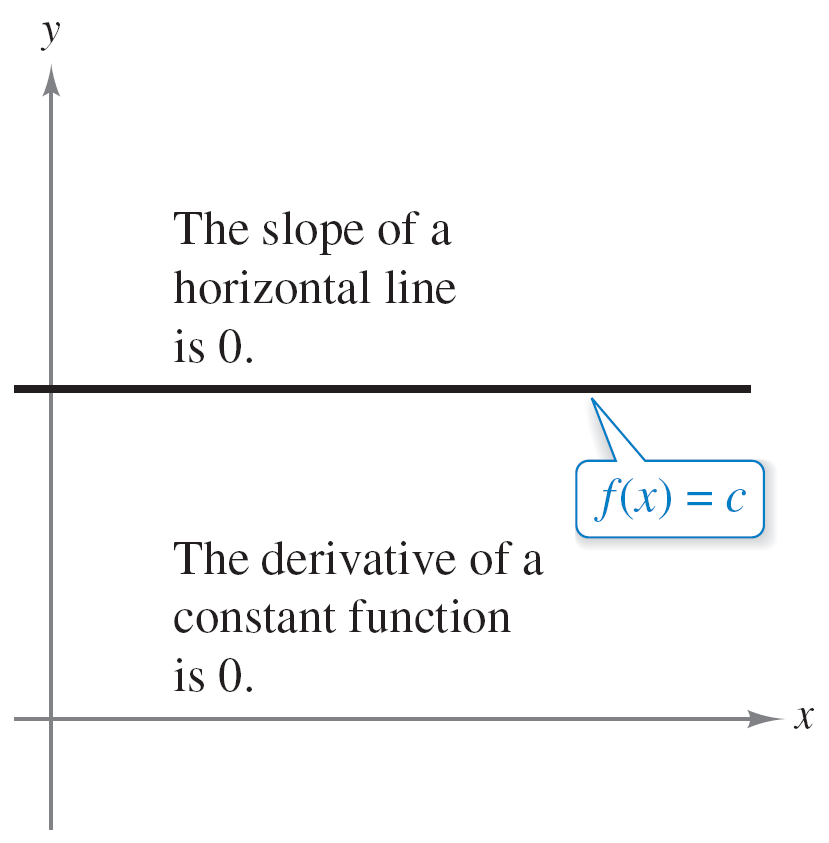 y
The slope of a
horizontal line
is 0.
f(x) = c
The derivative of a
constant function
is 0.
x